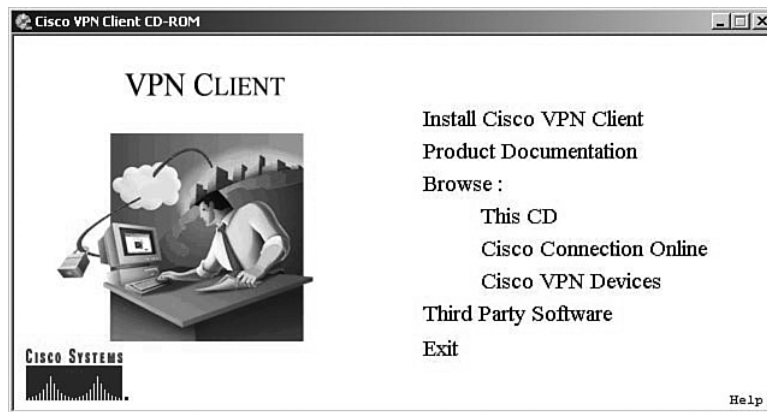 Cisco VPN Client CD-ROM
VPN CLIENT
Install Cisco VPN Client
Product Documentation
Browse :
This CD
Cisco Connection Online
Cisco VPN Devices
Third Party Software
Exit
CISCO SYSTEMS
Help